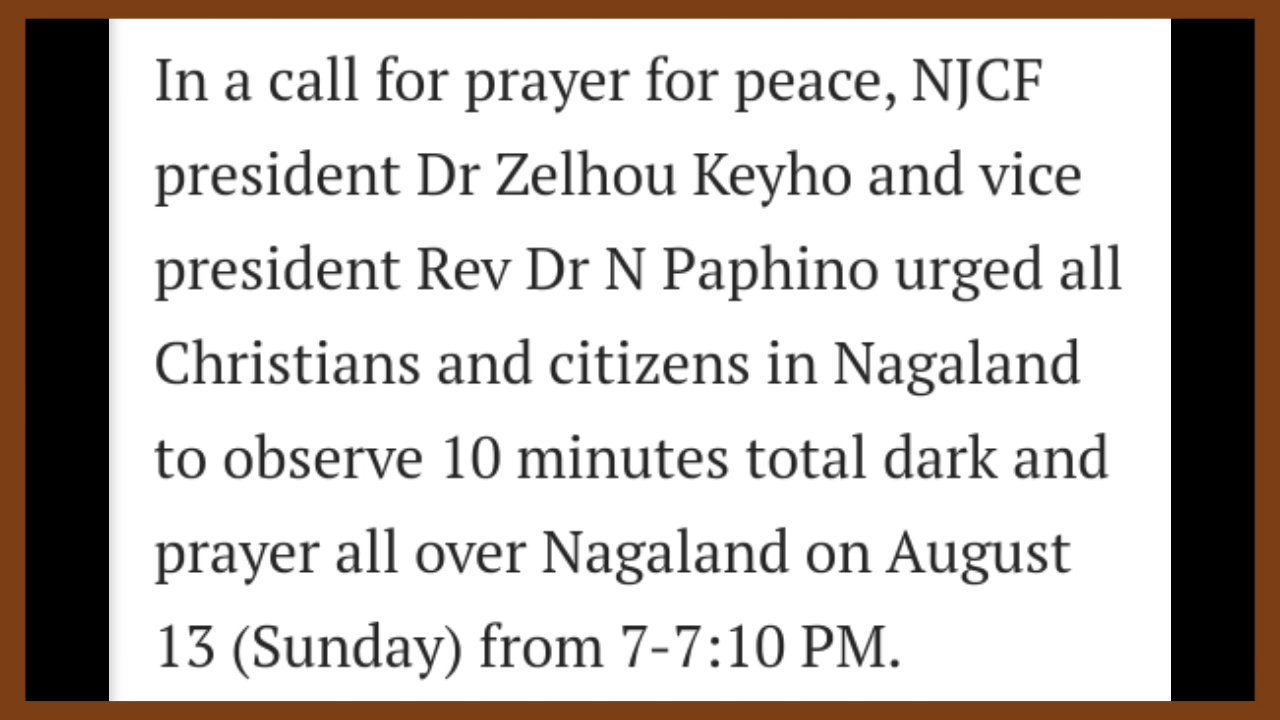 In a call for prayer for peace, NJCF
president Dr Zelhou Keyho and vice
president Rev Dr N Paphino urged all
Christians and citizens in Nagaland
to observe 10 minutes total dark and
prayer all over Nagaland on August
13 (Sunday) from 7-7:10 PM.